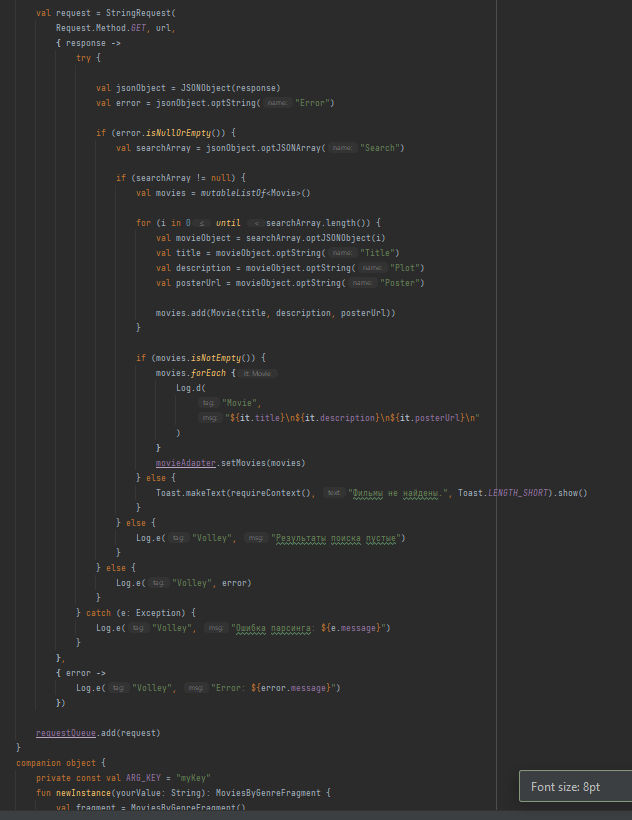 val request = StringRequest(
Request.Method.GET, url,
{ response ->
try {
val jsonObject = JSONObject(response)
val error = jsonObject.optString( name: "Error")
if (error.isNullOrEmpty()) {
val searchArray = jsonObject.optJSONArray( name: "Search")
if (searchArray != null) {
val movies = mutableListOf<Movie>()
for (i in 0 ≤ until < searchArray.length()) {
val movieObject = searchArray.optJSONObject(i)
val title = movieObject.optString( name: "Title")
val description = movieObject.optString( name: "Plot")
val posterUrl = movieObject.optString( name: "Poster")
movies.add(Movie(title, description, posterUrl))
}
if (movies.isNotEmpty()) {
movies.forEach { it: Movie
Log.d(
tag: "Movie",
msg: "${it.title}\n${it.description}\n${it.posterUrl}\n"
)
}
movieAdapter.setMovies(movies)
} else {
Toast.makeText(requireContext(), text: "Фильмы не найдены.", Toast.LENGTH_SHORT).show()
}
} else {
Log.e( tag: "Volley", msg: "Результаты поиска пустые")
}
} else {
Log.e( tag: "Volley", error)
}
} catch (e: Exception) {
Log.e( tag: "Volley", msg: "Ошибка парсинга: ${e.message}")
}
},
{ error ->
Log.e( tag: "Volley", msg: "Error: ${error.message}")
})
requestQueue.add(request)
}
companion object {
private const val ARG_KEY = "myKey"
fun newInstance(yourValue: String): MoviesByGenreFragment {
val fragment = MoviesByGenreFragment()
Font size: 8pt